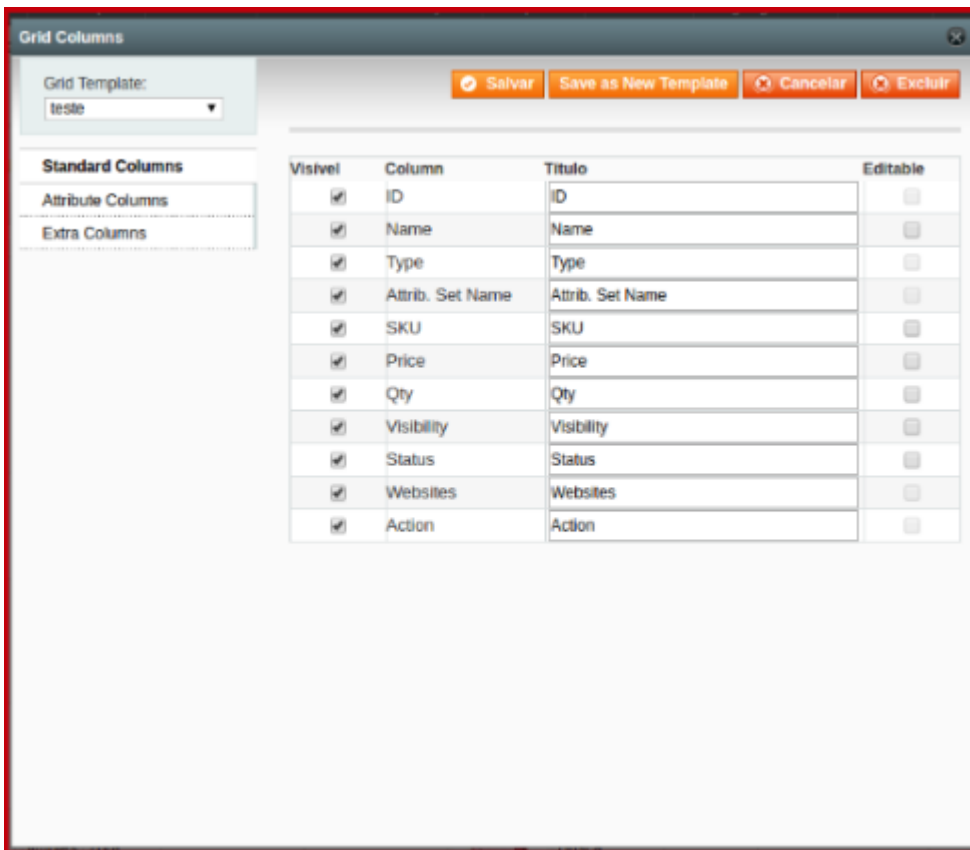 Grid Columns
Grid Template:
teste
Salvar Save as New Template Cancelar Excluir
Standard Columns
Attribute Columns
Extra Columns
Visível Column Título Editable
ID ID
Name Name
Type Type
Attrib. Set Name Attrib. Set Name
SKU SKU
Price Price
Qty Qty
Visibility Visibility
Status Status
Websites Websites
Action Action